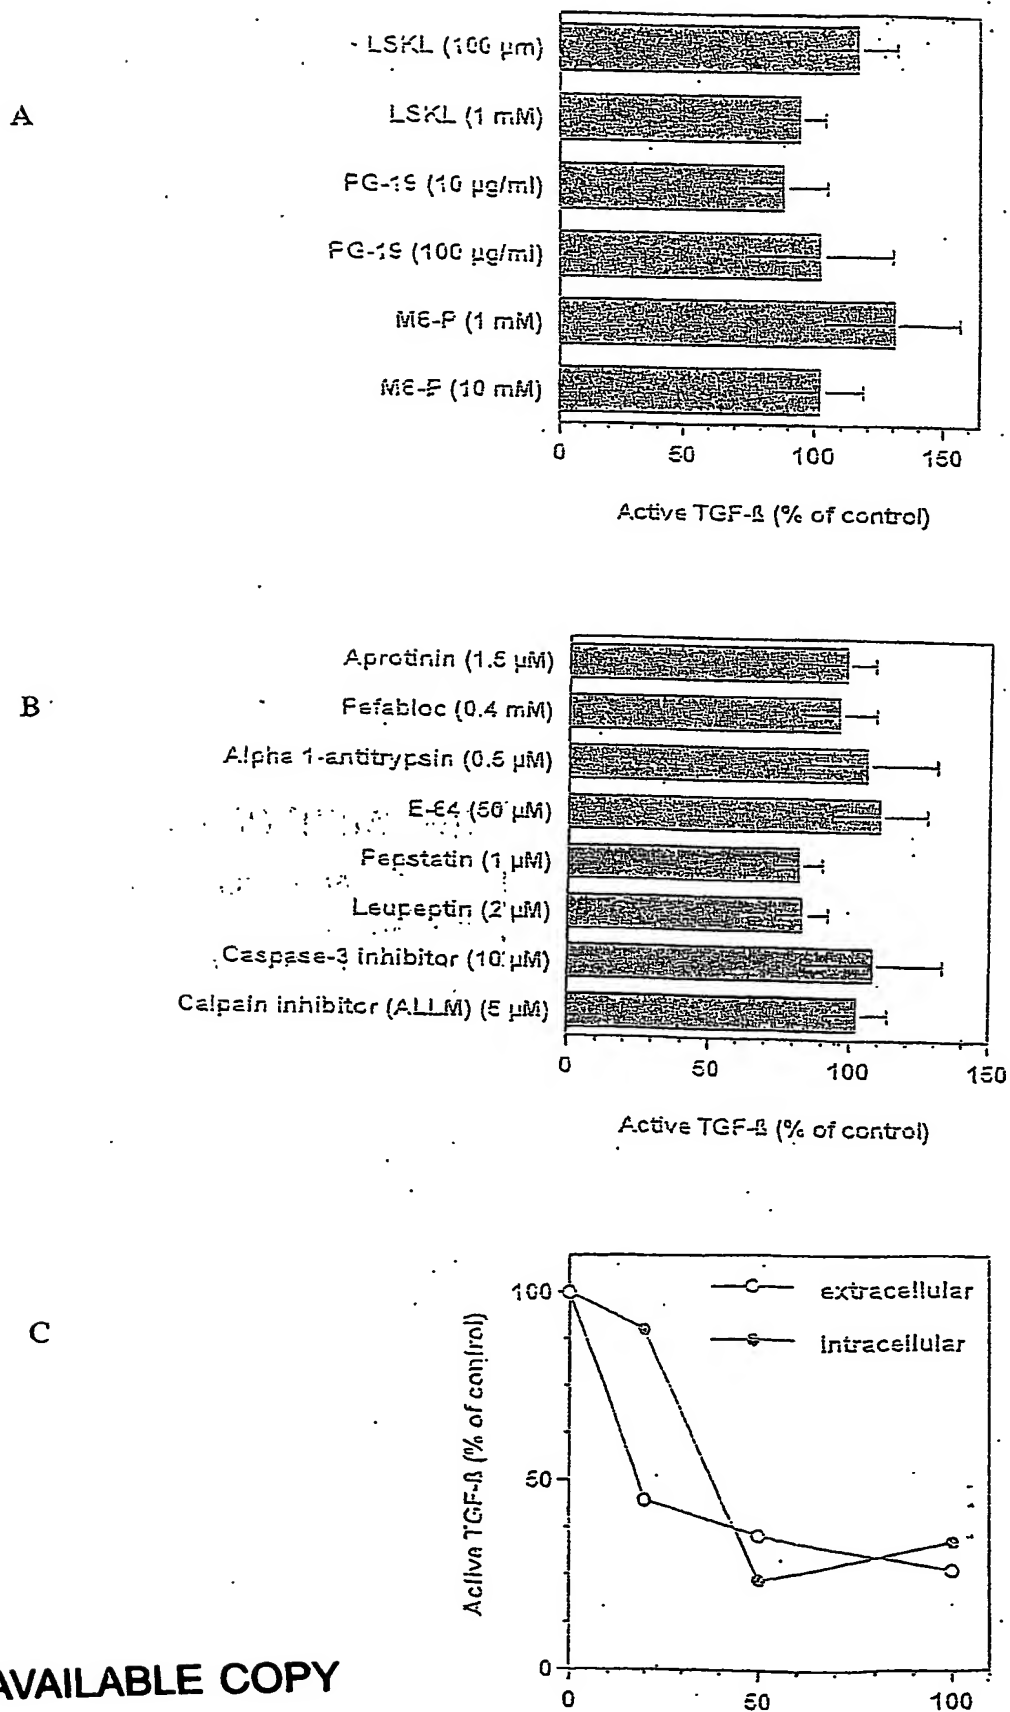 A
LSKL (100 µm)
LSKL (1 mM)
PG-19 (10 µg/ml)
PG-19 (100 µg/ml)
M6-P (1 mM)
M6-P (10 mM)
0 50 100 150
Active TGF-ß (% of control)
B
Aprotinin (1.5 µM)
Pefabloc (0.4 mM)
Alpha 1-antitrypsin (0.5 µM)
E-64 (50 µM)
Pepstatin (1 µM)
Leupeptin (2 µM)
Caspase-3 inhibitor (10 µM)
Calpain inhibitor (ALLM) (5 µM)
0 50 100 150
Active TGF-ß (% of control)
C
Active TGF-ß (% of control)
100
50
0
extracellular
intracellular
0 50 100
AVAILABLE COPY